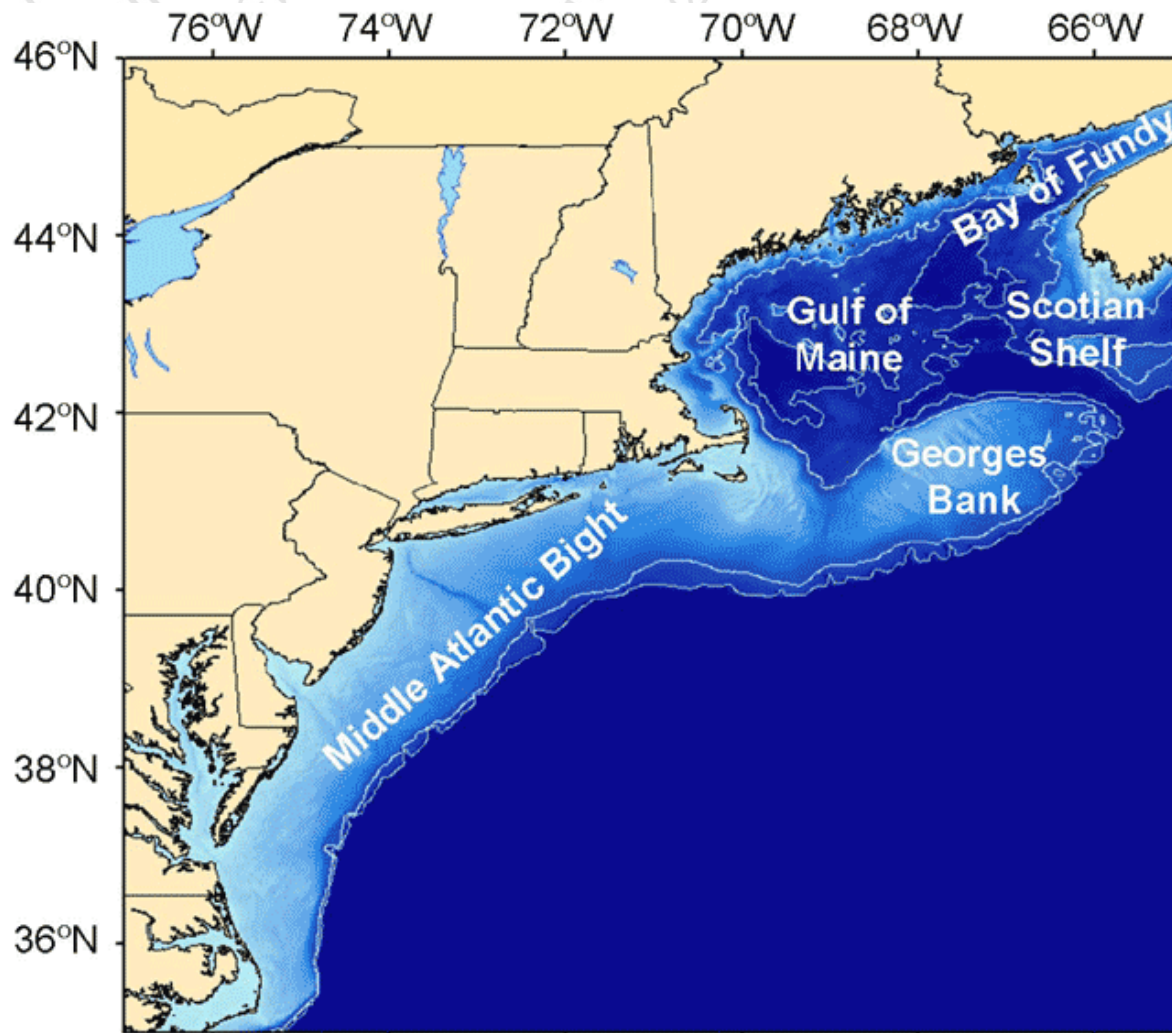 76°W 74°W 72°W 70°W 68°W 66°W
46°N
44°N
42°N
40°N
38°N
36°N
Bay of Fundy
Gulf of
Maine
Scotian
Shelf
Georges
Bank
Middle Atlantic Bight